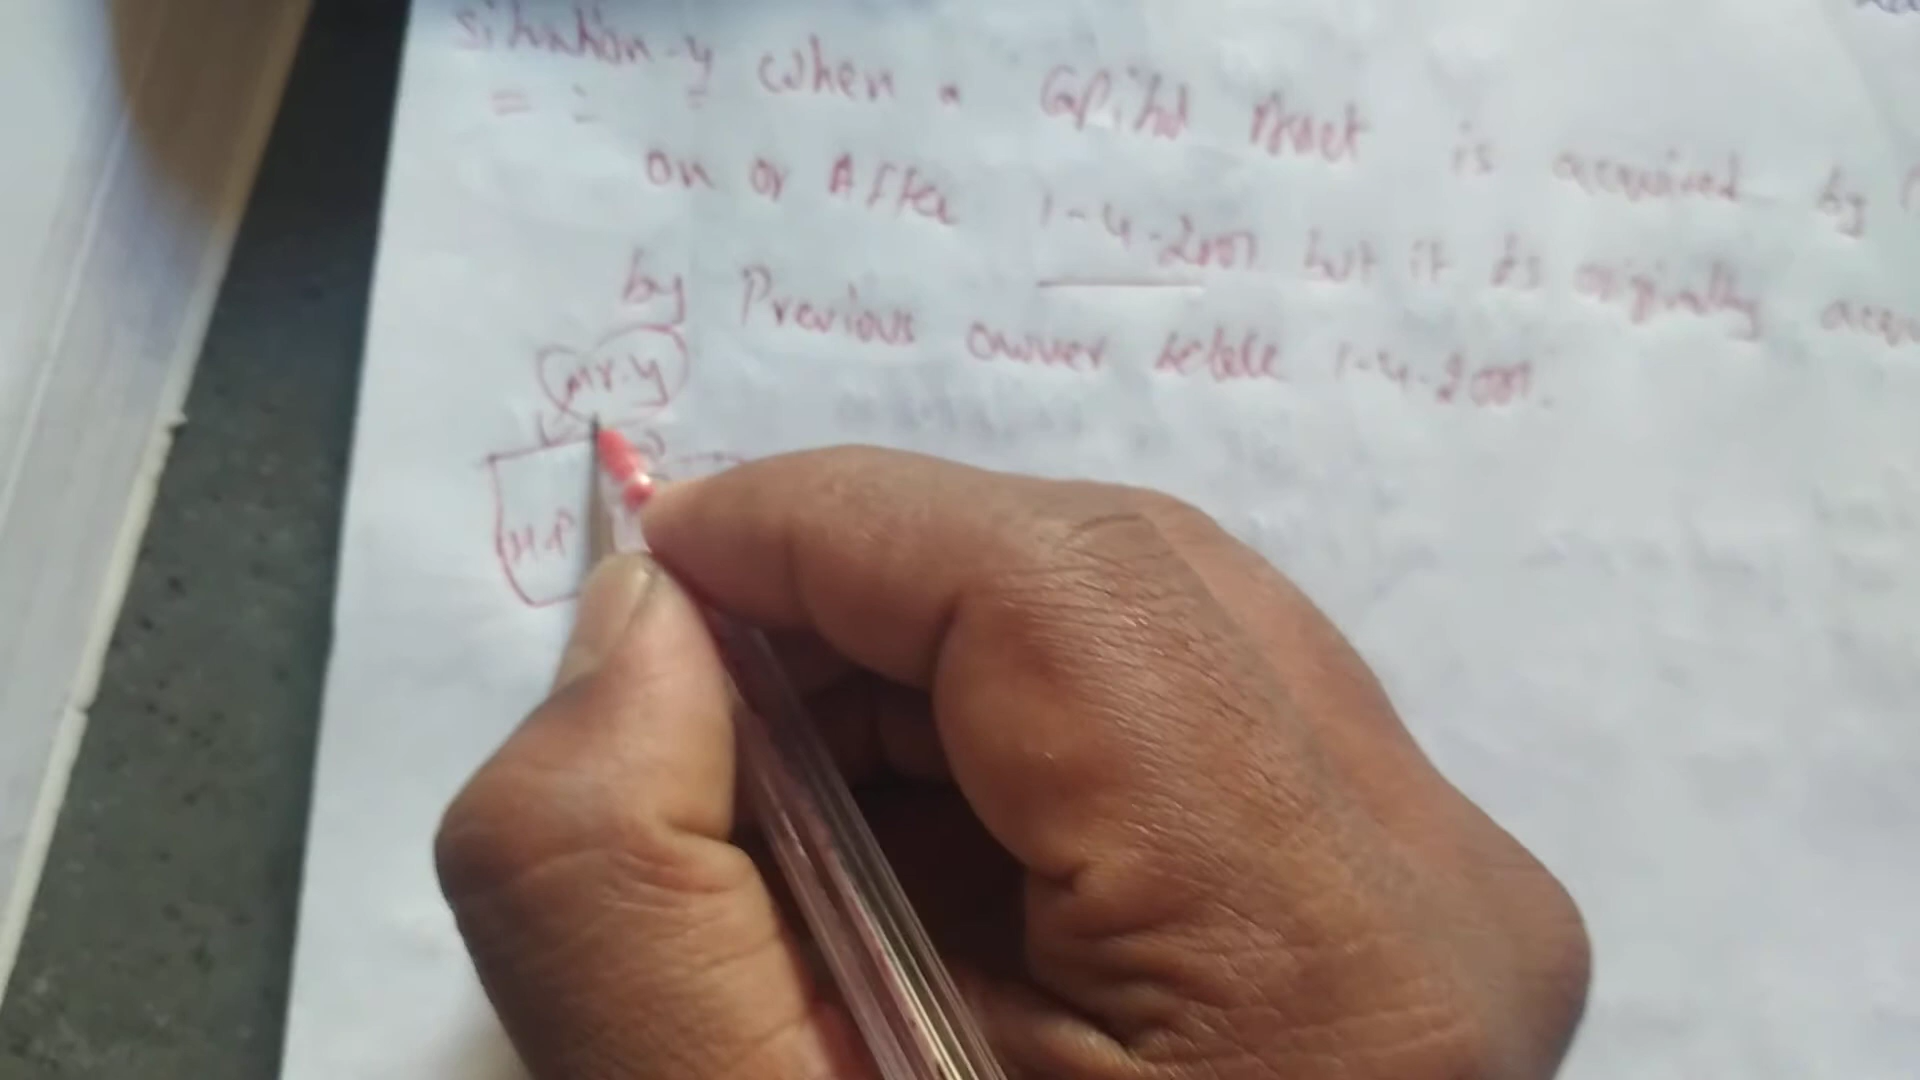 situation-y when a Capital Asset is acquired by
on or After 1-4-2001 but it is originally
by Previous owner before 1-4-2001.
Mr. y
H.P